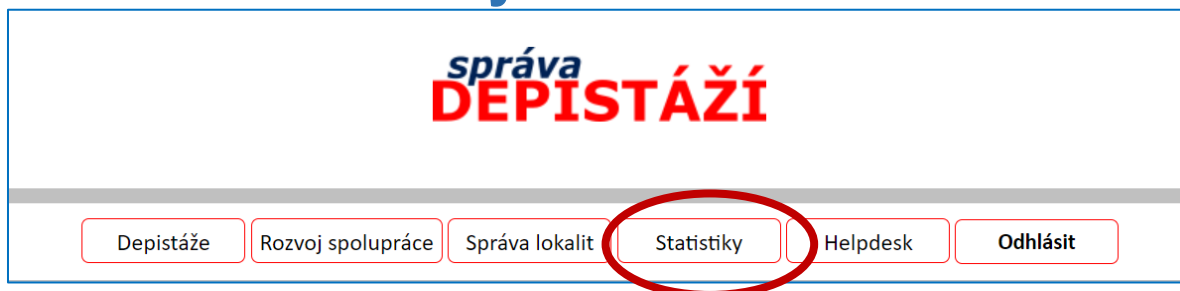 správa
DEPISTÁŽÍ
Depistáže Rozvoj spolupráce Správa lokalit Statistiky Helpdesk Odhlásit